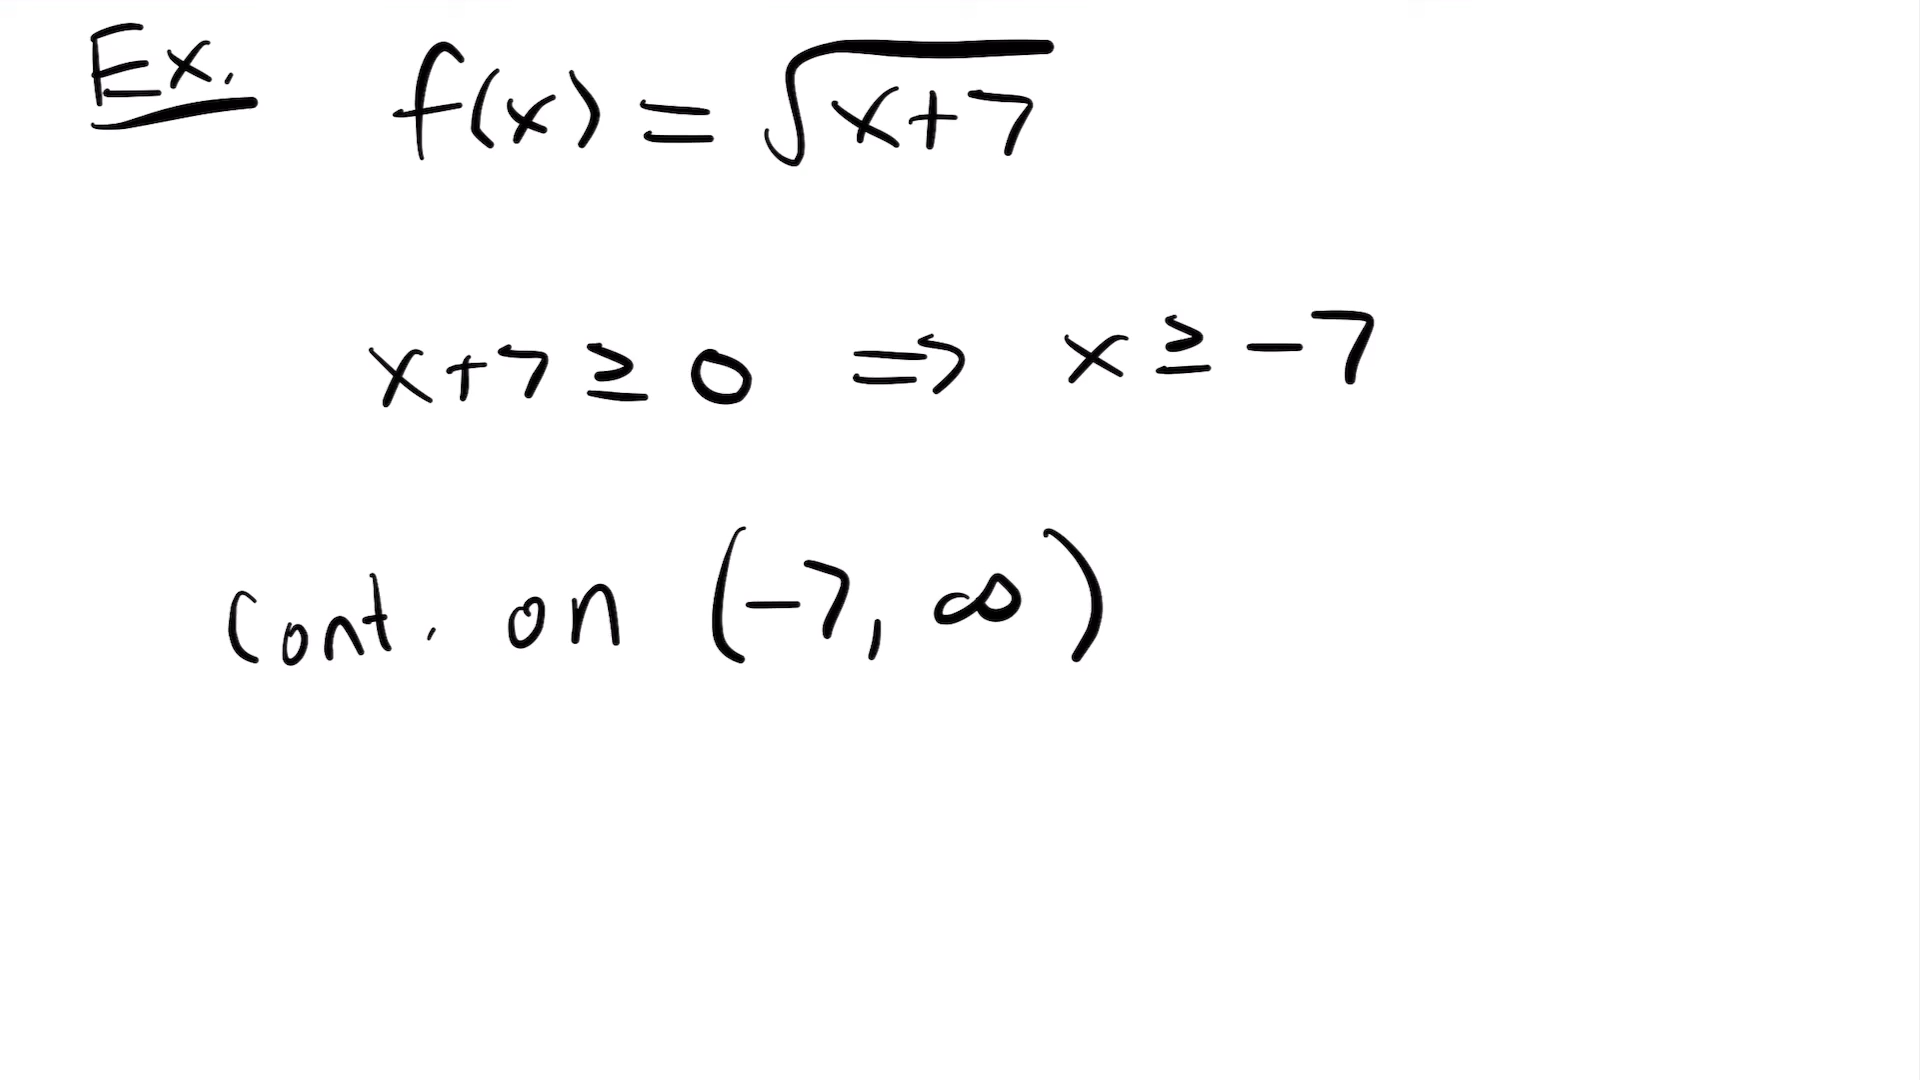 Ex. f(x) = √(x+7)
x+7 ≥ 0 ⇒ x ≥ -7
cont. on (-7, ∞)